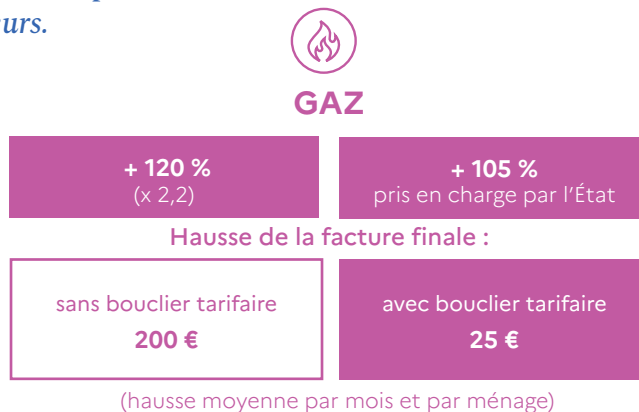 eurs.
GAZ
+ 120 %
(x 2,2)
+ 105 %
pris en charge par l'État
Hausse de la facture finale :
sans bouclier tarifaire
200 €
avec bouclier tarifaire
25 €
(hausse moyenne par mois et par ménage)